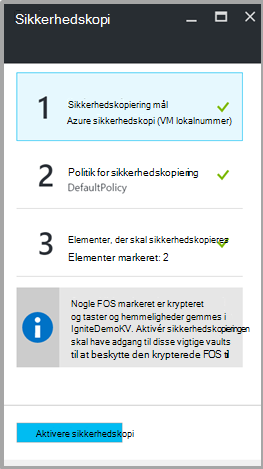 Sikkerhedskopi
1
Sikkerhedskopiering mål
Azure sikkerhedskopi (VM lokalnummer)
2
Politik for sikkerhedskopiering
DefaultPolicy
3
Elementer, der skal sikkerhedskopieres
Elementer markeret: 2
Nogle FOS markeret er krypteret
og taster og hemmeligheder gemmes i
IgniteDemoKV. Aktivér sikkerhedskopieringen
skal have adgang til disse vigtige vaults
til at beskytte den krypterede FOS til
Aktivere sikkerhedskopi